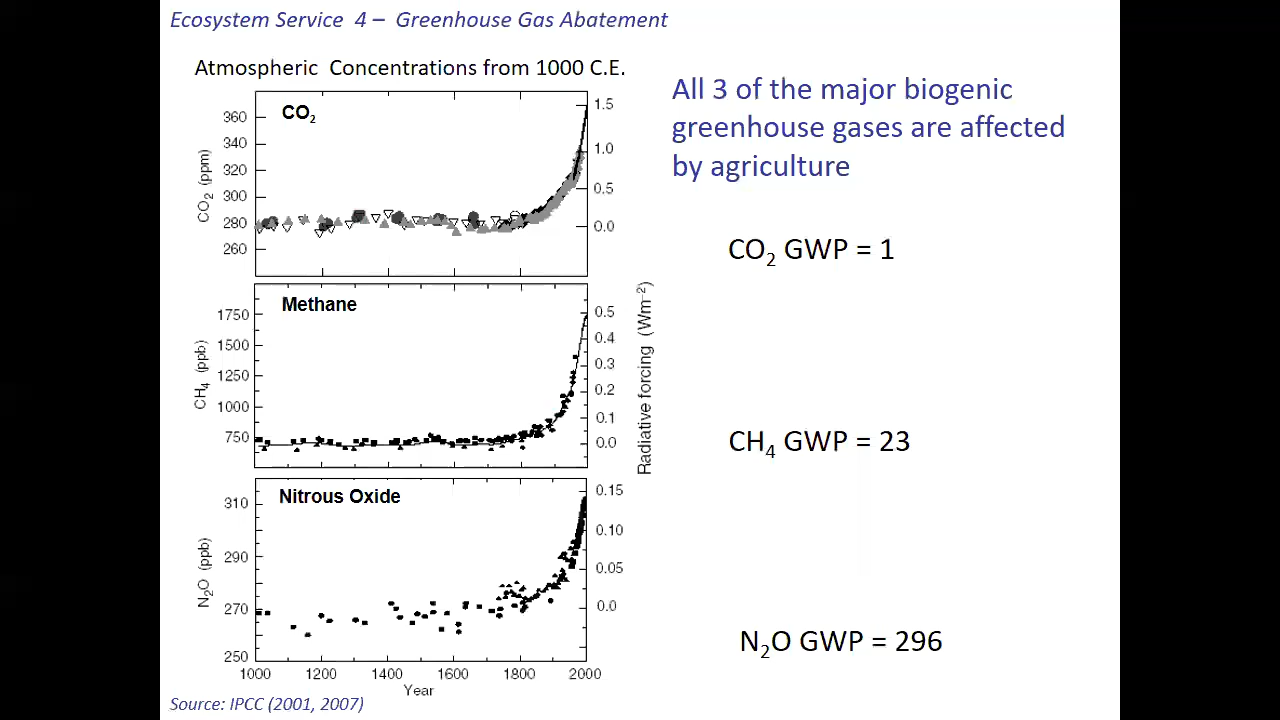 Ecosystem Service 4 – Greenhouse Gas Abatement
Atmospheric Concentrations from 1000 C.E.
All 3 of the major biogenic
greenhouse gases are affected
by agriculture
CO₂
CO₂ (ppm)
360
340
320
300
280
260
1.5
1.0
0.5
0.0
CO₂ GWP = 1
Methane
CH₄ (ppb)
1750
1500
1250
1000
750
0.5
0.4
0.3
0.2
0.1
0.0
Radiative forcing (Wm⁻²)
CH₄ GWP = 23
Nitrous Oxide
N₂O (ppb)
310
290
270
250
0.15
0.10
0.05
0.0
N₂O GWP = 296
1000 1200 1400 1600 1800 2000
Year
Source: IPCC (2001, 2007)